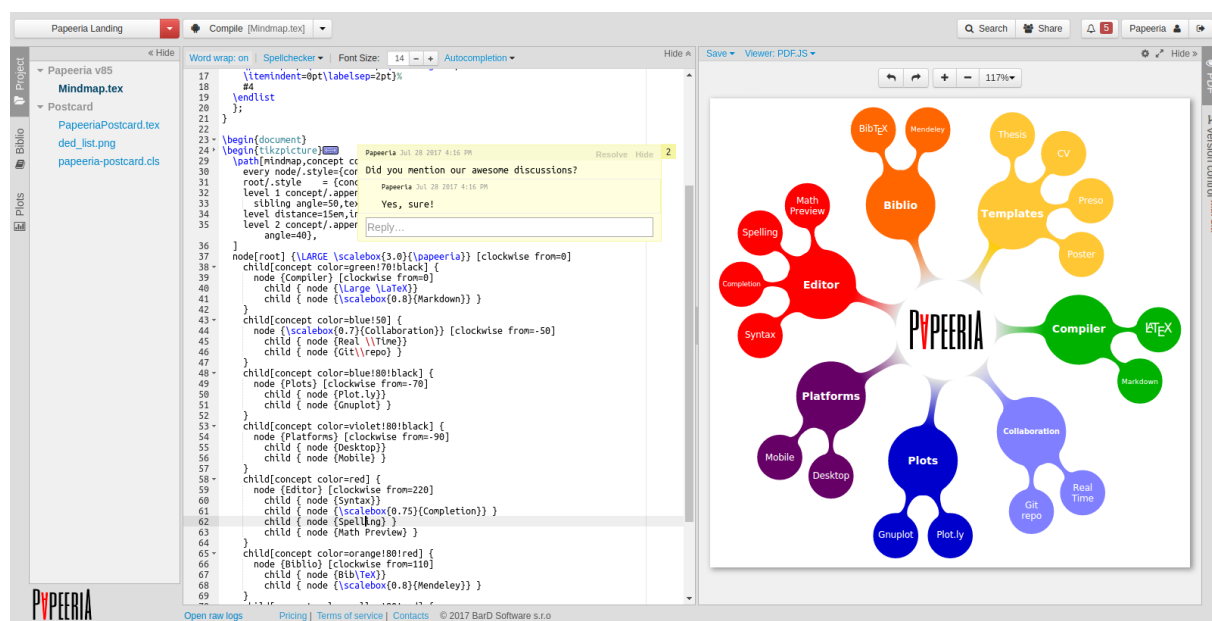 Papeeria Landing
Compile [Mindmap.tex]
Search
Share
5
Papeeria
« Hide
Project
Biblio
Plots
Papeeria v85
Mindmap.tex
Postcard
PapeeriaPostcard.tex
ded_list.png
papeeria-postcard.cls
PAPEERIA
Word wrap: on | Spellchecker Font Size: 14 – + Autocompletion
Hide
17 \itemindent=0pt\labelsep=2pt}%
18 #4
19 \endlist
20 };
21 }
22
23 \begin{document}
24 \begin{tikzpicture}
29 \path[mindmap,concept co
30 every node/.style={con
31 root/.style = {conc
32 level 1 concept/.appen
33 sibling angle=50,tex
34 level distance=15em,in
35 level 2 concept/.appen
angle=40},
36 ]
37 node[root] {\LARGE \scalebox{3.0}{\papeeria}} [clockwise from=0]
38 child[concept color=green!70!black] {
39 node {Compiler} [clockwise from=0]
40 child { node {\Large \LaTeX}}
41 child { node {\scalebox{0.8}{Markdown}} }
42 }
43 child[concept color=blue!50] {
44 node {\scalebox{0.7}{Collaboration}} [clockwise from=-50]
45 child { node {Real \\Time}}
46 child { node {Git\\repo} }
47 }
48 child[concept color=blue!80!black] {
49 node {Plots} [clockwise from=-70]
50 child { node {Plot.ly}}
51 child { node {Gnuplot} }
52 }
53 child[concept color=violet!80!black] {
54 node {Platforms} [clockwise from=-90]
55 child { node {Desktop}}
56 child { node {Mobile} }
57 }
58 child[concept color=red] {
59 node {Editor} [clockwise from=220]
60 child { node {Syntax}}
61 child { node {\scalebox{0.75}{Completion}} }
62 child { node {Spelling} }
63 child { node {Math Preview} }
64 }
65 child[concept color=orange!80!red] {
66 node {Biblio} [clockwise from=110]
67 child { node {Bib\TeX}}
68 child { node {\scalebox{0.8}{Mendeley}} }
69 }
Papeeria Jul 28 2017 4:16 PM Resolve Hide 2
Did you mention our awesome discussions?
Papeeria Jul 28 2017 4:16 PM
Yes, sure!
Reply...
Save Viewer: PDF.JS
Hide »
+ – 117%
PDF
BibTEX
Mendeley
Biblio
Thesis
CV
Preso
Poster
Templates
Math
Preview
Spelling
Completion
Syntax
Editor
PAPEERIA
Compiler
LATEX
Markdown
Platforms
Mobile
Desktop
Plots
Gnuplot
Plot.ly
Collaboration
Real
Time
Git
repo
Open raw logs Pricing | Terms of service | Contacts © 2017 BarD Software s.r.o